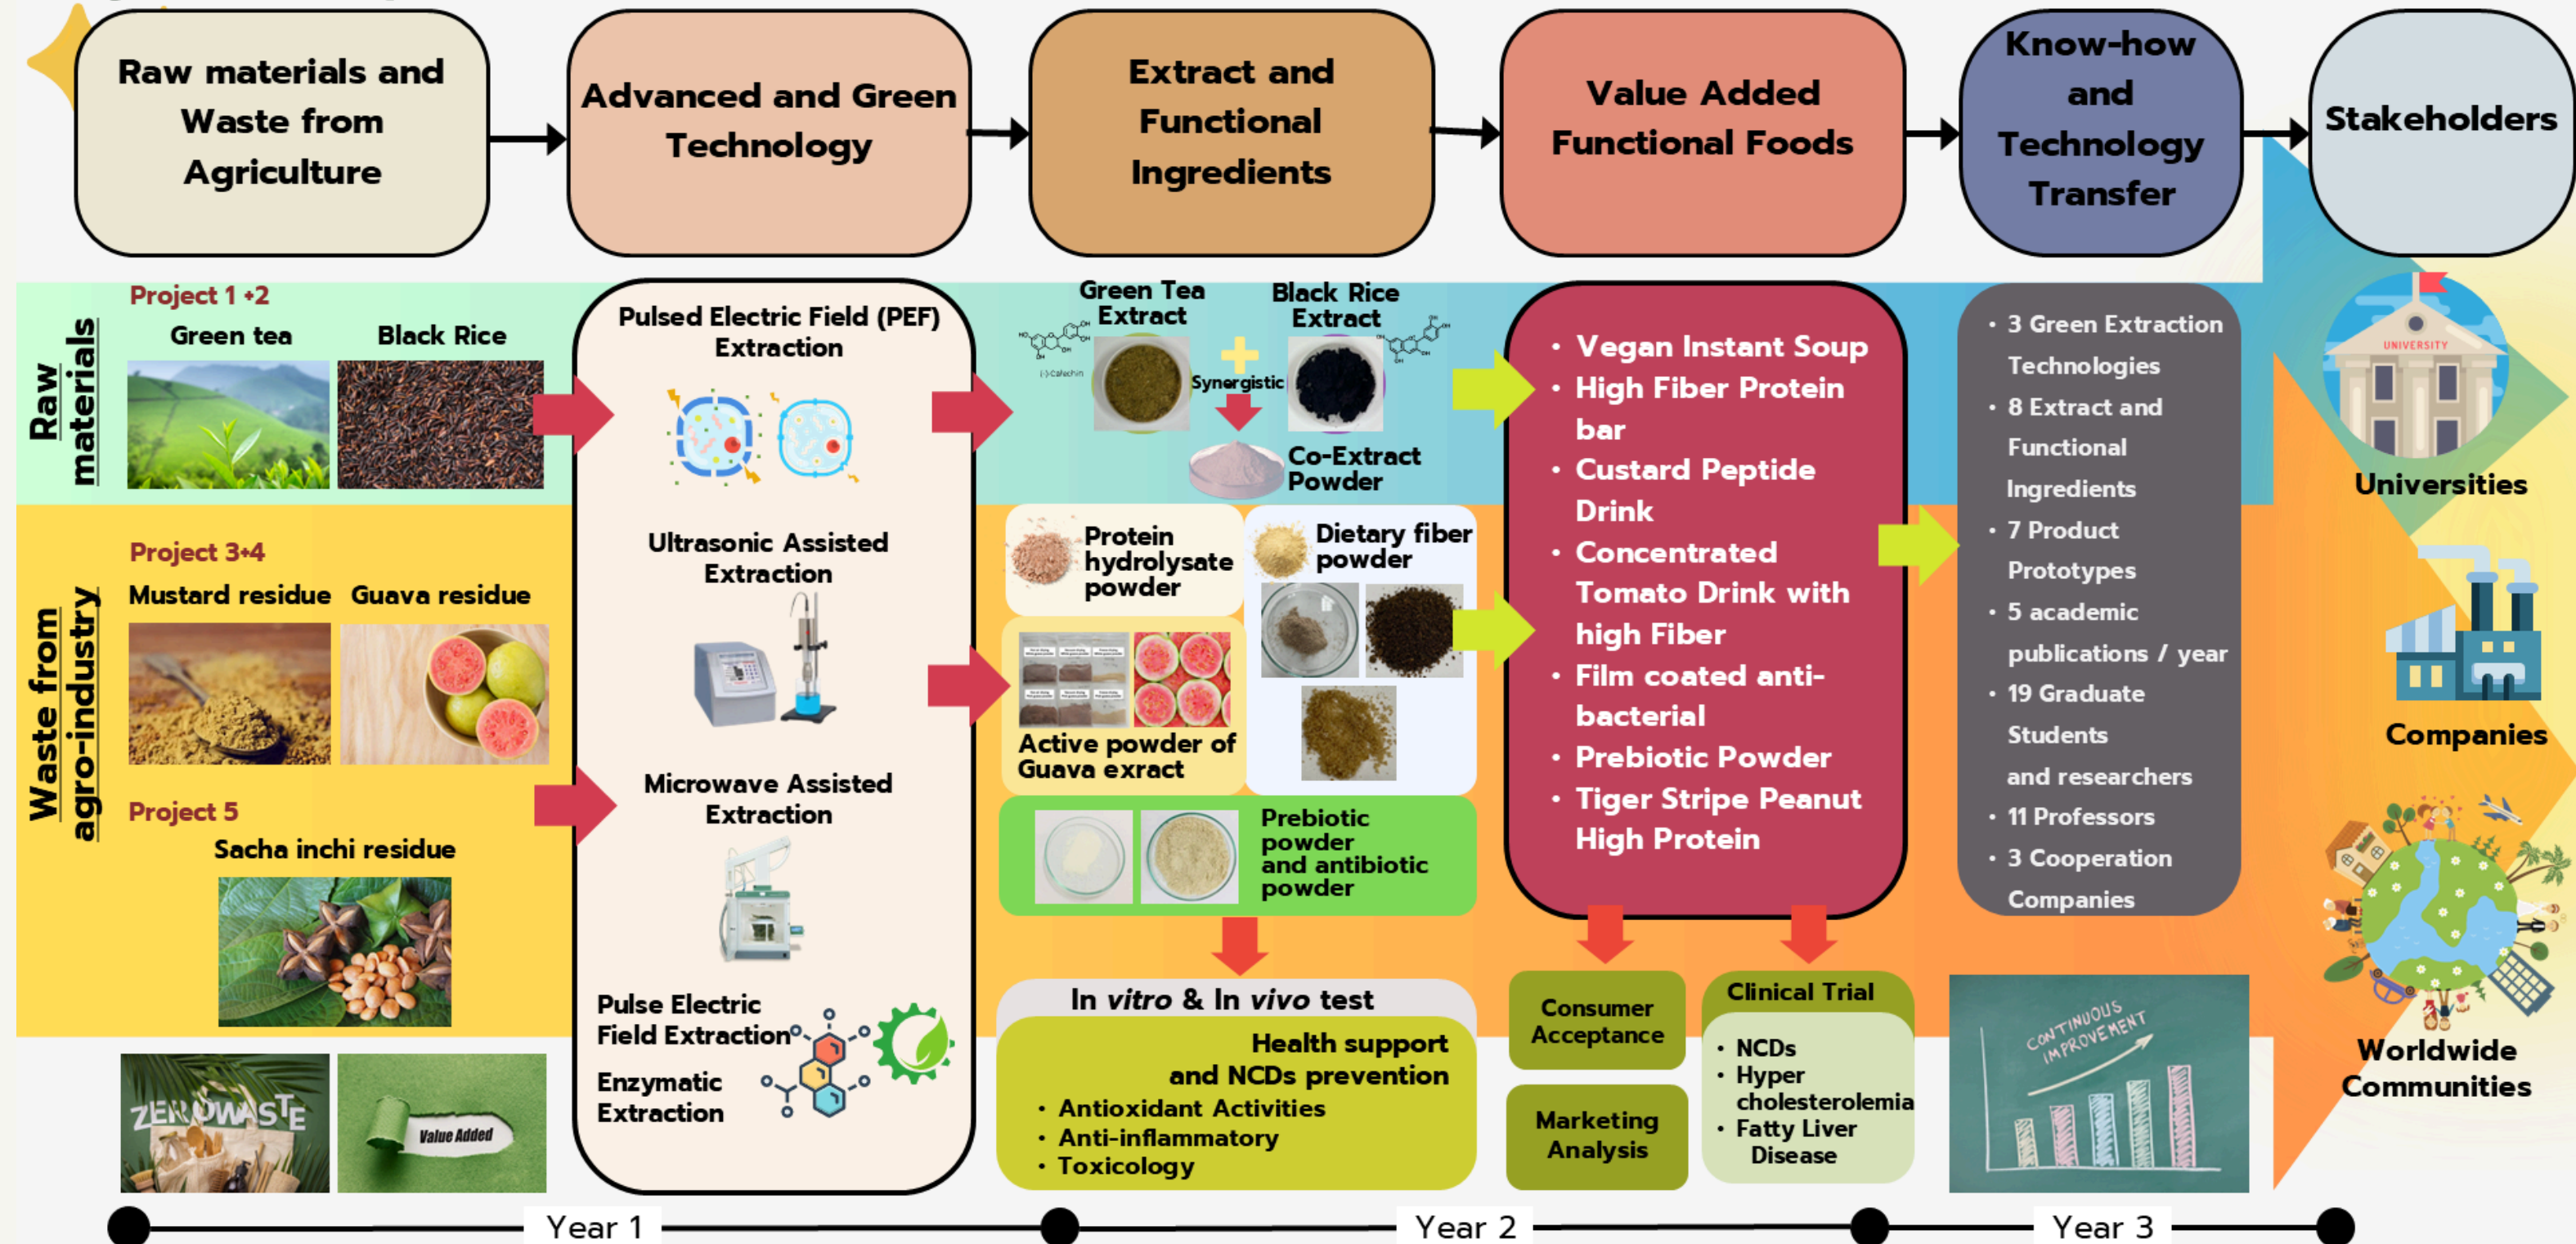 Raw materials and
Waste from
Agriculture
Advanced and Green
Technology
Extract and
Functional
Ingredients
Value Added
Functional Foods
Know-how
and
Technology
Transfer
Stakeholders
Raw
materials
Project 1 +2
Green tea
Black Rice
Waste from
agro-industry
Project 3+4
Mustard residue
Guava residue
Project 5
Sacha inchi residue
ZEROWASTE
Value Added
Pulsed Electric Field (PEF)
Extraction
Ultrasonic Assisted
Extraction
Microwave Assisted
Extraction
Pulse Electric
Field Extraction
Enzymatic
Extraction
Green Tea
Extract
(-)-Catechin
Black Rice
Extract
Synergistic
Co-Extract
Powder
Protein
hydrolysate
powder
Dietary fiber
powder
Active powder of
Guava exract
Prebiotic
powder
and antibiotic
powder
In vitro & In vivo test
Health support
and NCDs prevention
• Antioxidant Activities
• Anti-inflammatory
• Toxicology
• Vegan Instant Soup
• High Fiber Protein
bar
• Custard Peptide
Drink
• Concentrated
Tomato Drink with
high Fiber
• Film coated anti-
bacterial
• Prebiotic Powder
• Tiger Stripe Peanut
High Protein
Consumer
Acceptance
Marketing
Analysis
Clinical Trial
• NCDs
• Hyper
cholesterolemia
• Fatty Liver
Disease
• 3 Green Extraction
Technologies
• 8 Extract and
Functional
Ingredients
• 7 Product
Prototypes
• 5 academic
publications / year
• 19 Graduate
Students
and researchers
• 11 Professors
• 3 Cooperation
Companies
CONTINUOUS
IMPROVEMENT
UNIVERSITY
Universities
Companies
Worldwide
Communities
Year 1
Year 2
Year 3